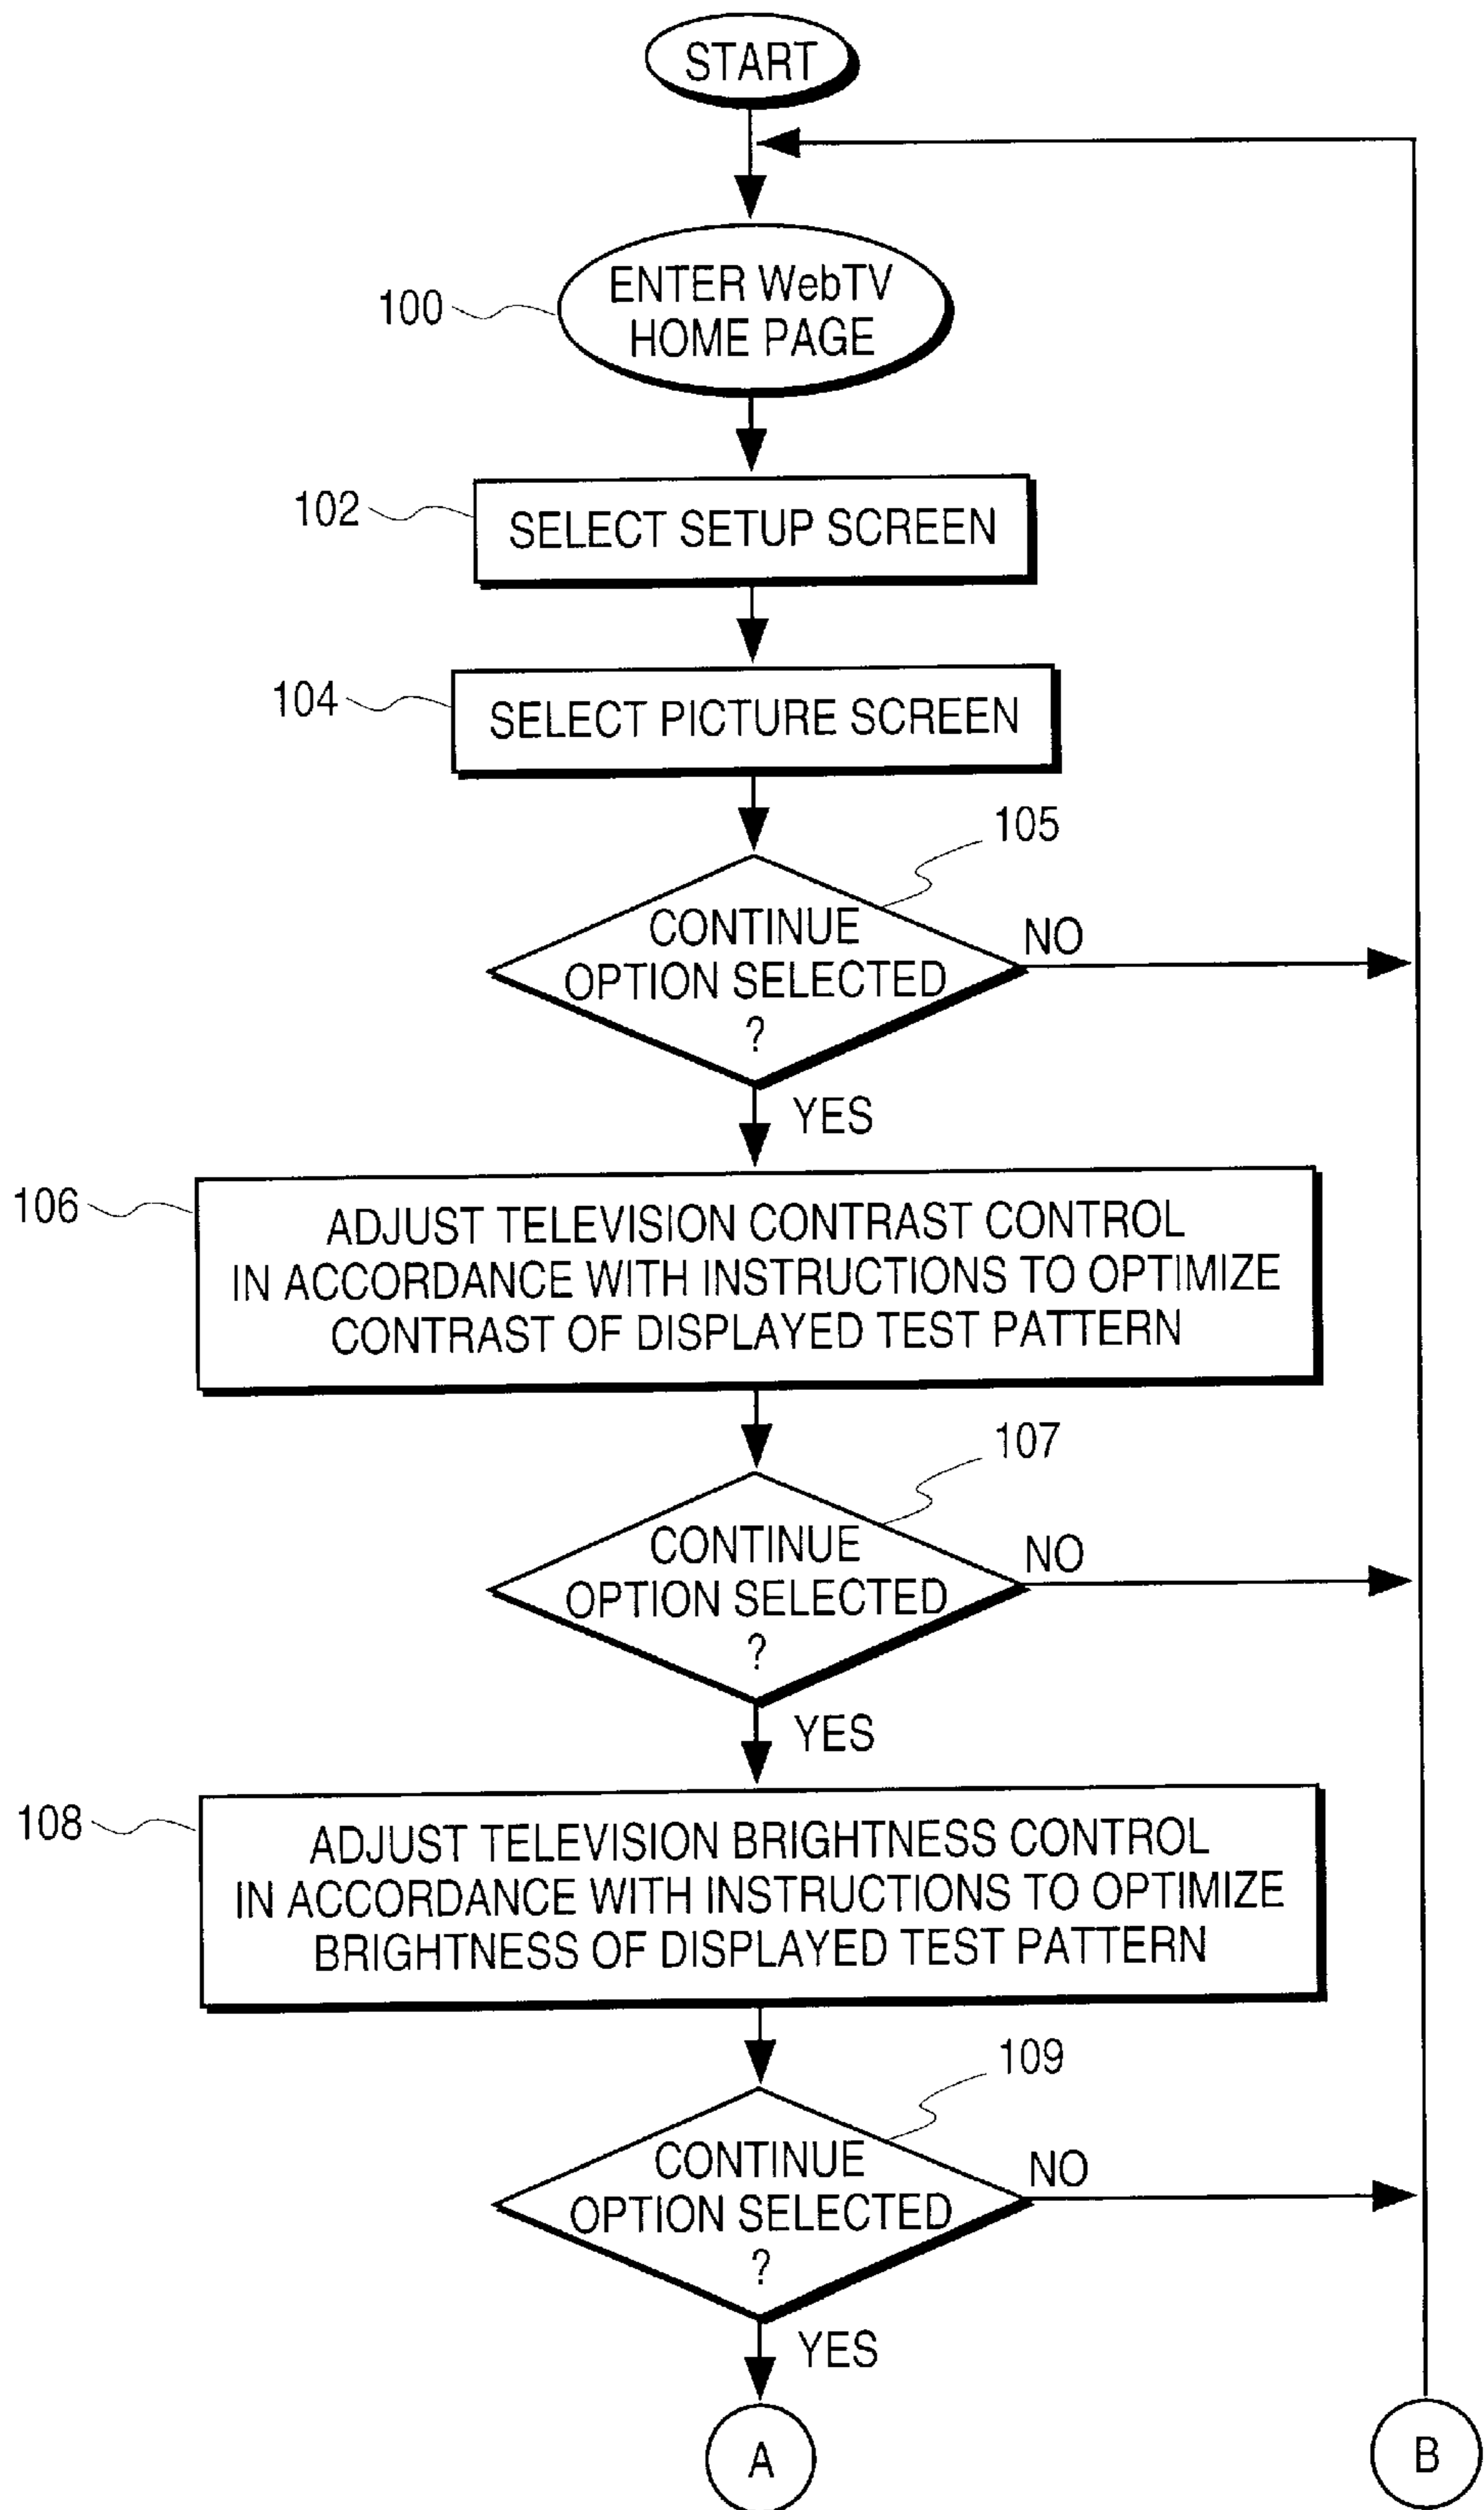 START
100
ENTER WebTV
HOME PAGE
102
SELECT SETUP SCREEN
104
SELECT PICTURE SCREEN
105
CONTINUE
OPTION SELECTED
?
NO
YES
106
ADJUST TELEVISION CONTRAST CONTROL
IN ACCORDANCE WITH INSTRUCTIONS TO OPTIMIZE
CONTRAST OF DISPLAYED TEST PATTERN
107
CONTINUE
OPTION SELECTED
?
NO
YES
108
ADJUST TELEVISION BRIGHTNESS CONTROL
IN ACCORDANCE WITH INSTRUCTIONS TO OPTIMIZE
BRIGHTNESS OF DISPLAYED TEST PATTERN
109
CONTINUE
OPTION SELECTED
?
NO
YES
A
B